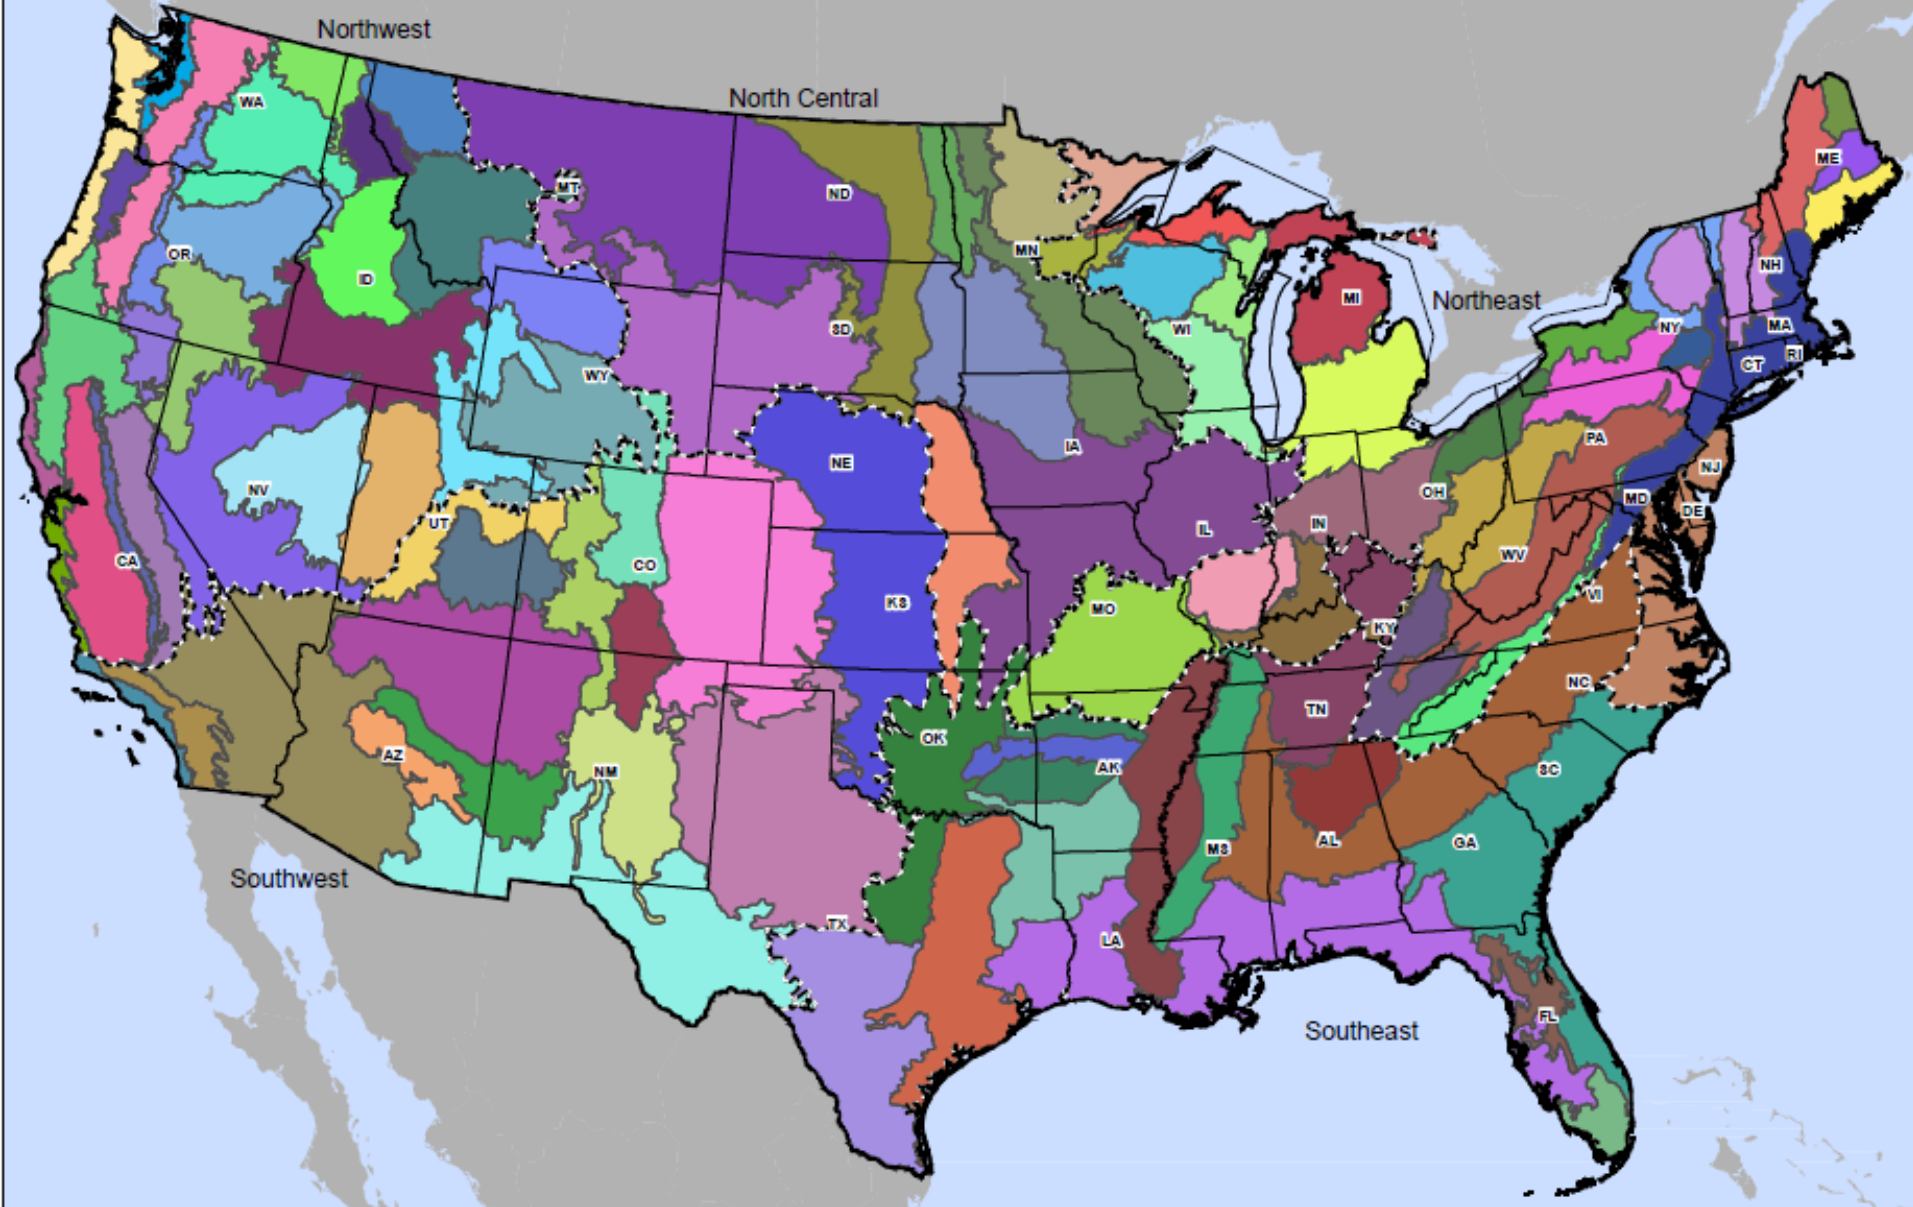 Northwest
North Central
WA
MT
ND
ME
OR
ID
MN
NH
MI
Northeast
SD
WI
NY
MA
RI
CT
WY
IA
PA
NE
NV
OH
NJ
MD
UT
IL
IN
DE
CA
CO
WV
KS
MO
VI
KY
NC
TN
OK
AZ
NM
AK
SC
MS
AL
GA
Southwest
TX
LA
FL
Southeast